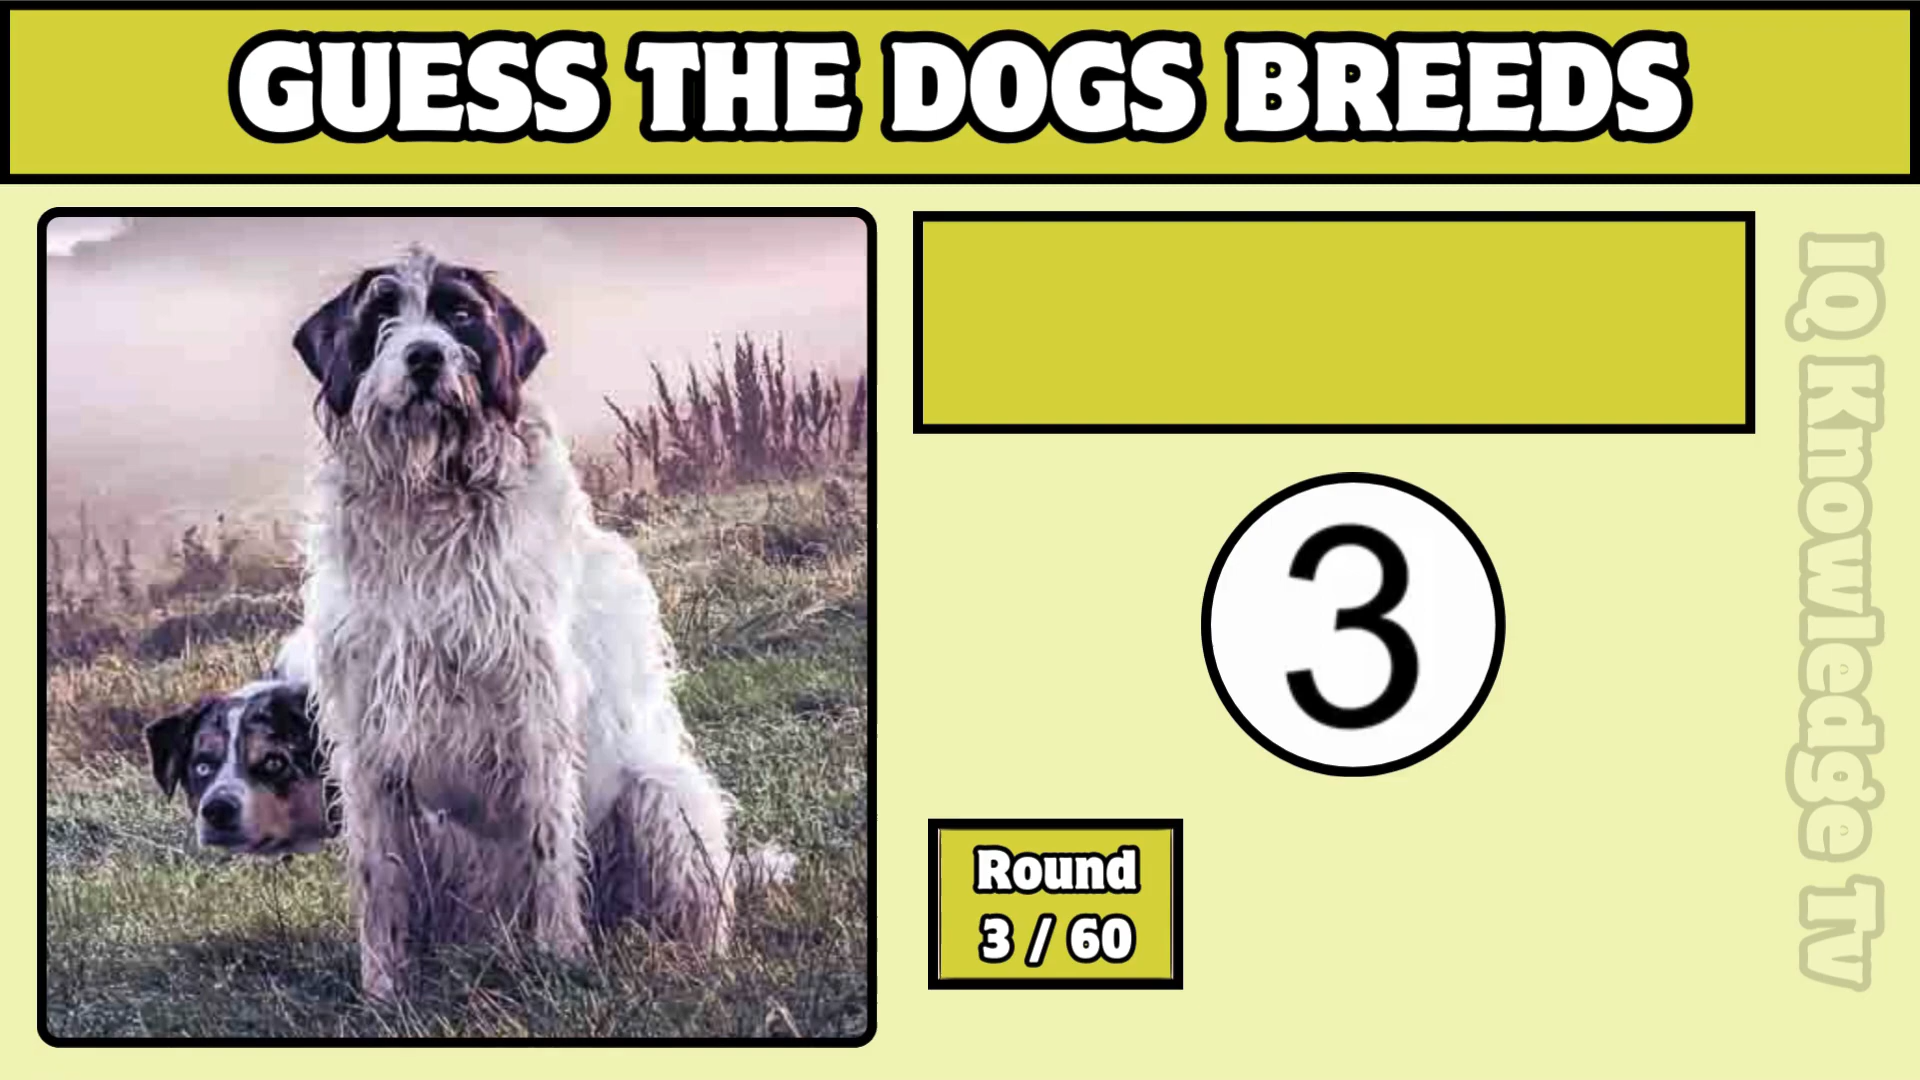 GUESS THE DOGS BREEDS
3
Round
3 / 60
IQ Knowledge Tv